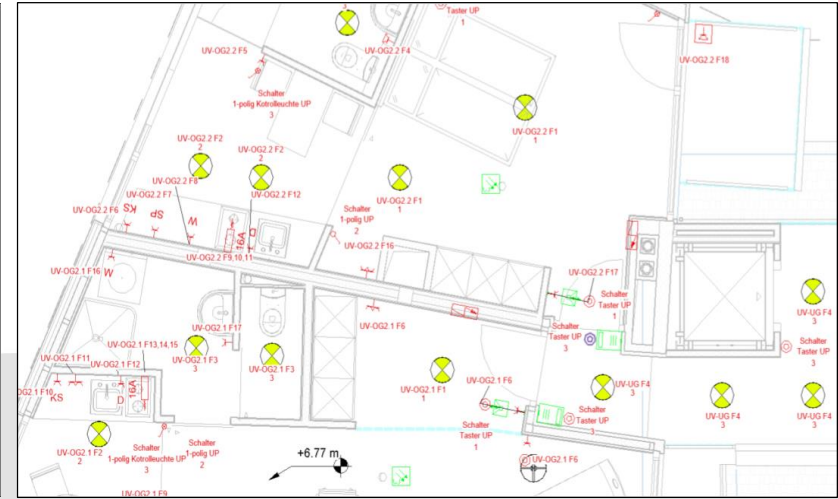 3
Taster UP
1
UV-OG2.2 F4
UV-OG2.2 F5
UV-OG2.2 F18
Schalter
1-polig Kotrolleuchte UP
3
UV-OG2.2 F1
1
UV-OG2.2 F2
2
UV-OG2.2 F2
2
UV-OG2.2 F8
UV-OG2.2 F7
UV-OG2.2 F12
UV-OG2.2 F1
1
UV-OG2.2 F6
KS
SP
W
16A
Schalter
1-polig UP
2
UV-OG2.2 F16
UV-OG2.2 F9,10,11
UV-OG2.1 F16
W
UV-OG2.2 F17
Schalter
Taster UP
1
UV-UG F4
3
UV-OG2.1 F17
UV-OG2.1 F6
Schalter
Taster UP
3
Schalter
Taster UP
3
UV-OG2.1 F13,14,15
UV-OG2.1 F3
3
UV-OG2.1 F3
3
UV-OG2.1 F11
UV-OG2.1 F12
UV-OG2.1 F1
1
UV-OG2.1 F6
UV-UG F4
3
OG2.1 F10
KS
D
16A
UV-UG F4
3
UV-UG F4
3
Schalter
Taster UP
3
Schalter
Taster UP
1
UV-OG2.1 F2
2
Schalter
1-polig Kotrolleuchte UP
3
Schalter
1-polig UP
2
+6.77 m
UV-OG2.1 F6
UV-OG2.1 F9